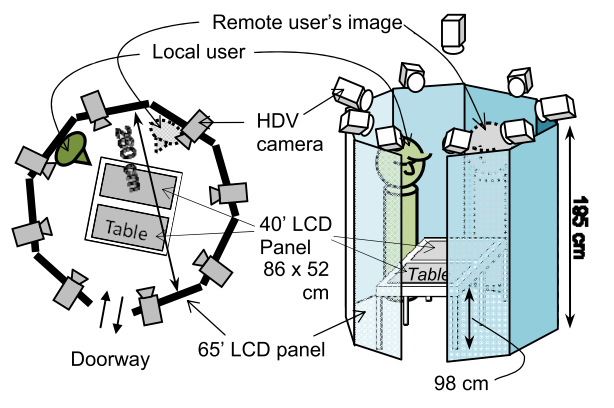 Remote user's image
Local user
HDV
camera
260 cm
40' LCD
Panel
86 x 52
cm
Table
Table
195 cm
65' LCD panel
Doorway
98 cm